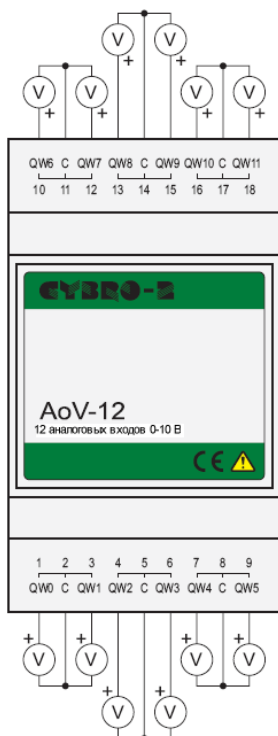 V V
+ +
V V V V
+ + + +
QW6 C QW7 QW8 C QW9 QW10 C QW11
10 11 12 13 14 15 16 17 18
CYBRO-2
AoV-12
12 аналоговых входов 0-10 В
CE
1 2 3 4 5 6 7 8 9
QW0 C QW1 QW2 C QW3 QW4 C QW5
+ + + +
V V V V
+ +
V V